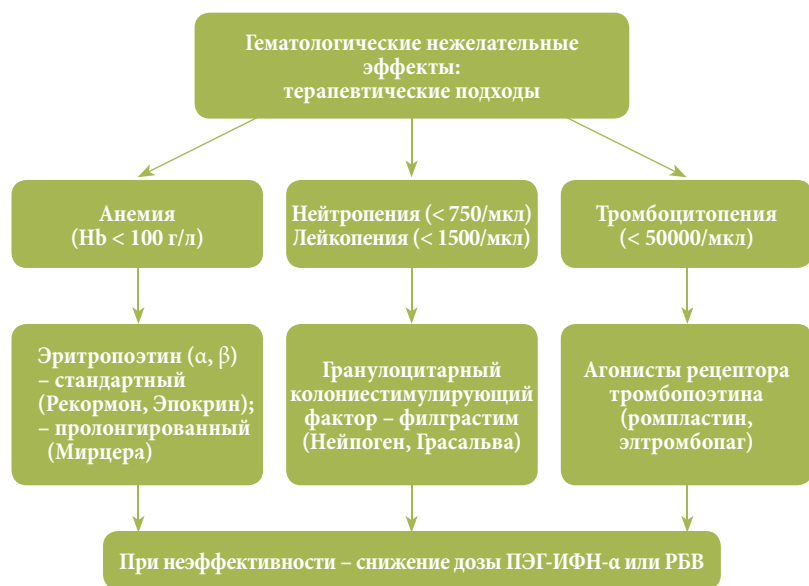 Гематологические нежелательные
эффекты:
терапевтические подходы
Анемия
(Hb < 100 г/л)
Нейтропения (< 750/мкл)
Лейкопения (< 1500/мкл)
Тромбоцитопения
(< 50000/мкл)
Эритропоэтин (α, β)
– стандартный
(Рекормон, Эпокрин);
– пролонгированный
(Мирцера)
Гранулоцитарный
колониестимулирующий
фактор – филграстим
(Нейпоген, Грасальва)
Агонисты рецептора
тромбопоэтина
(ромпластин,
элтромбопаг)
При неэффективности – снижение дозы ПЭГ-ИФН-α или РБВ